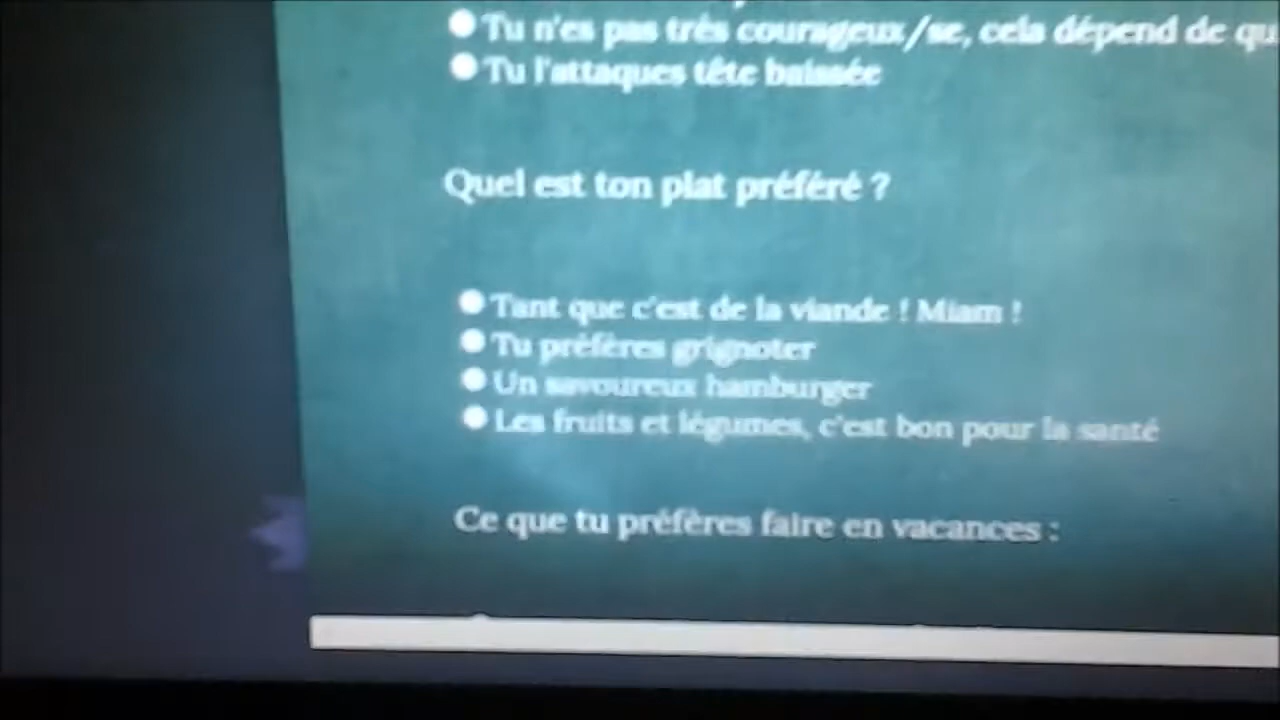 Tu n'es pas très courageux/se, cela dépend de
Tu l'attaques tête baissée
Quel est ton plat préféré ?
Tant que c'est de la viande ! Miam !
Tu préfères grignoter
Un savoureux hamburger
Les fruits et légumes, c'est bon pour la santé
Ce que tu préfères faire en vacances :